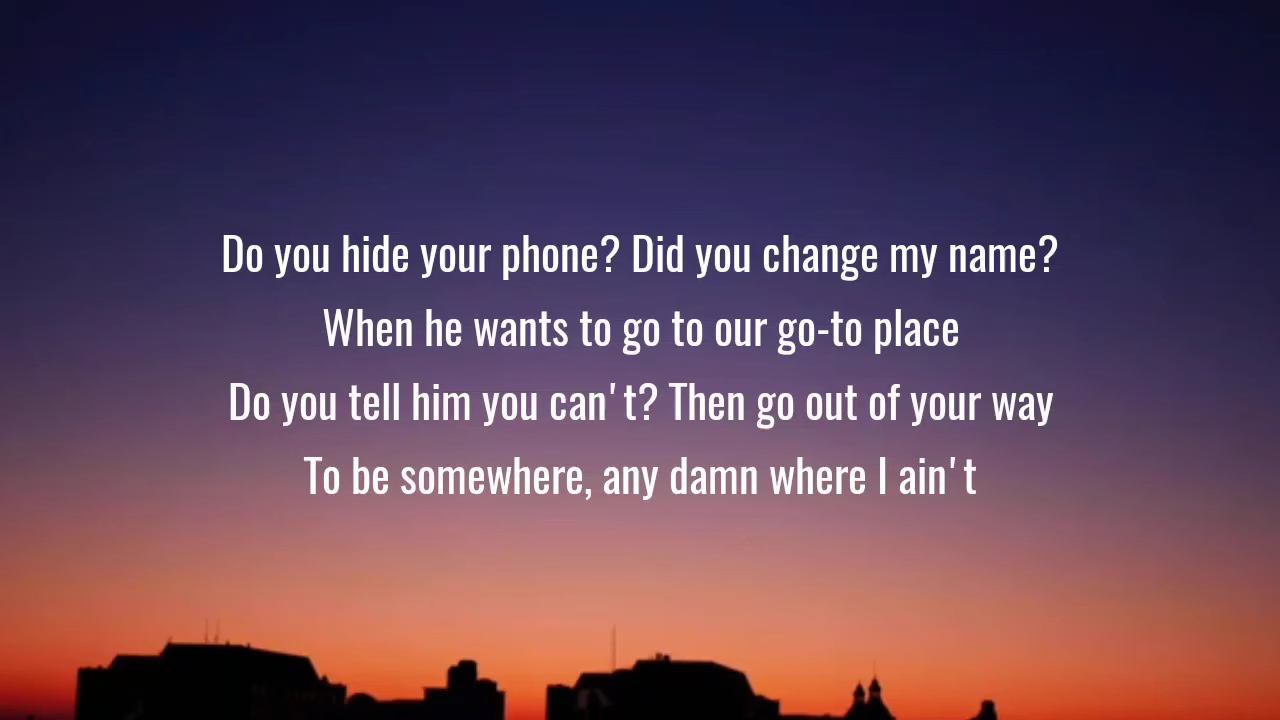 Do you hide your phone? Did you change my name?
When he wants to go to our go-to place
Do you tell him you can't? Then go out of your way
To be somewhere, any damn where I ain't